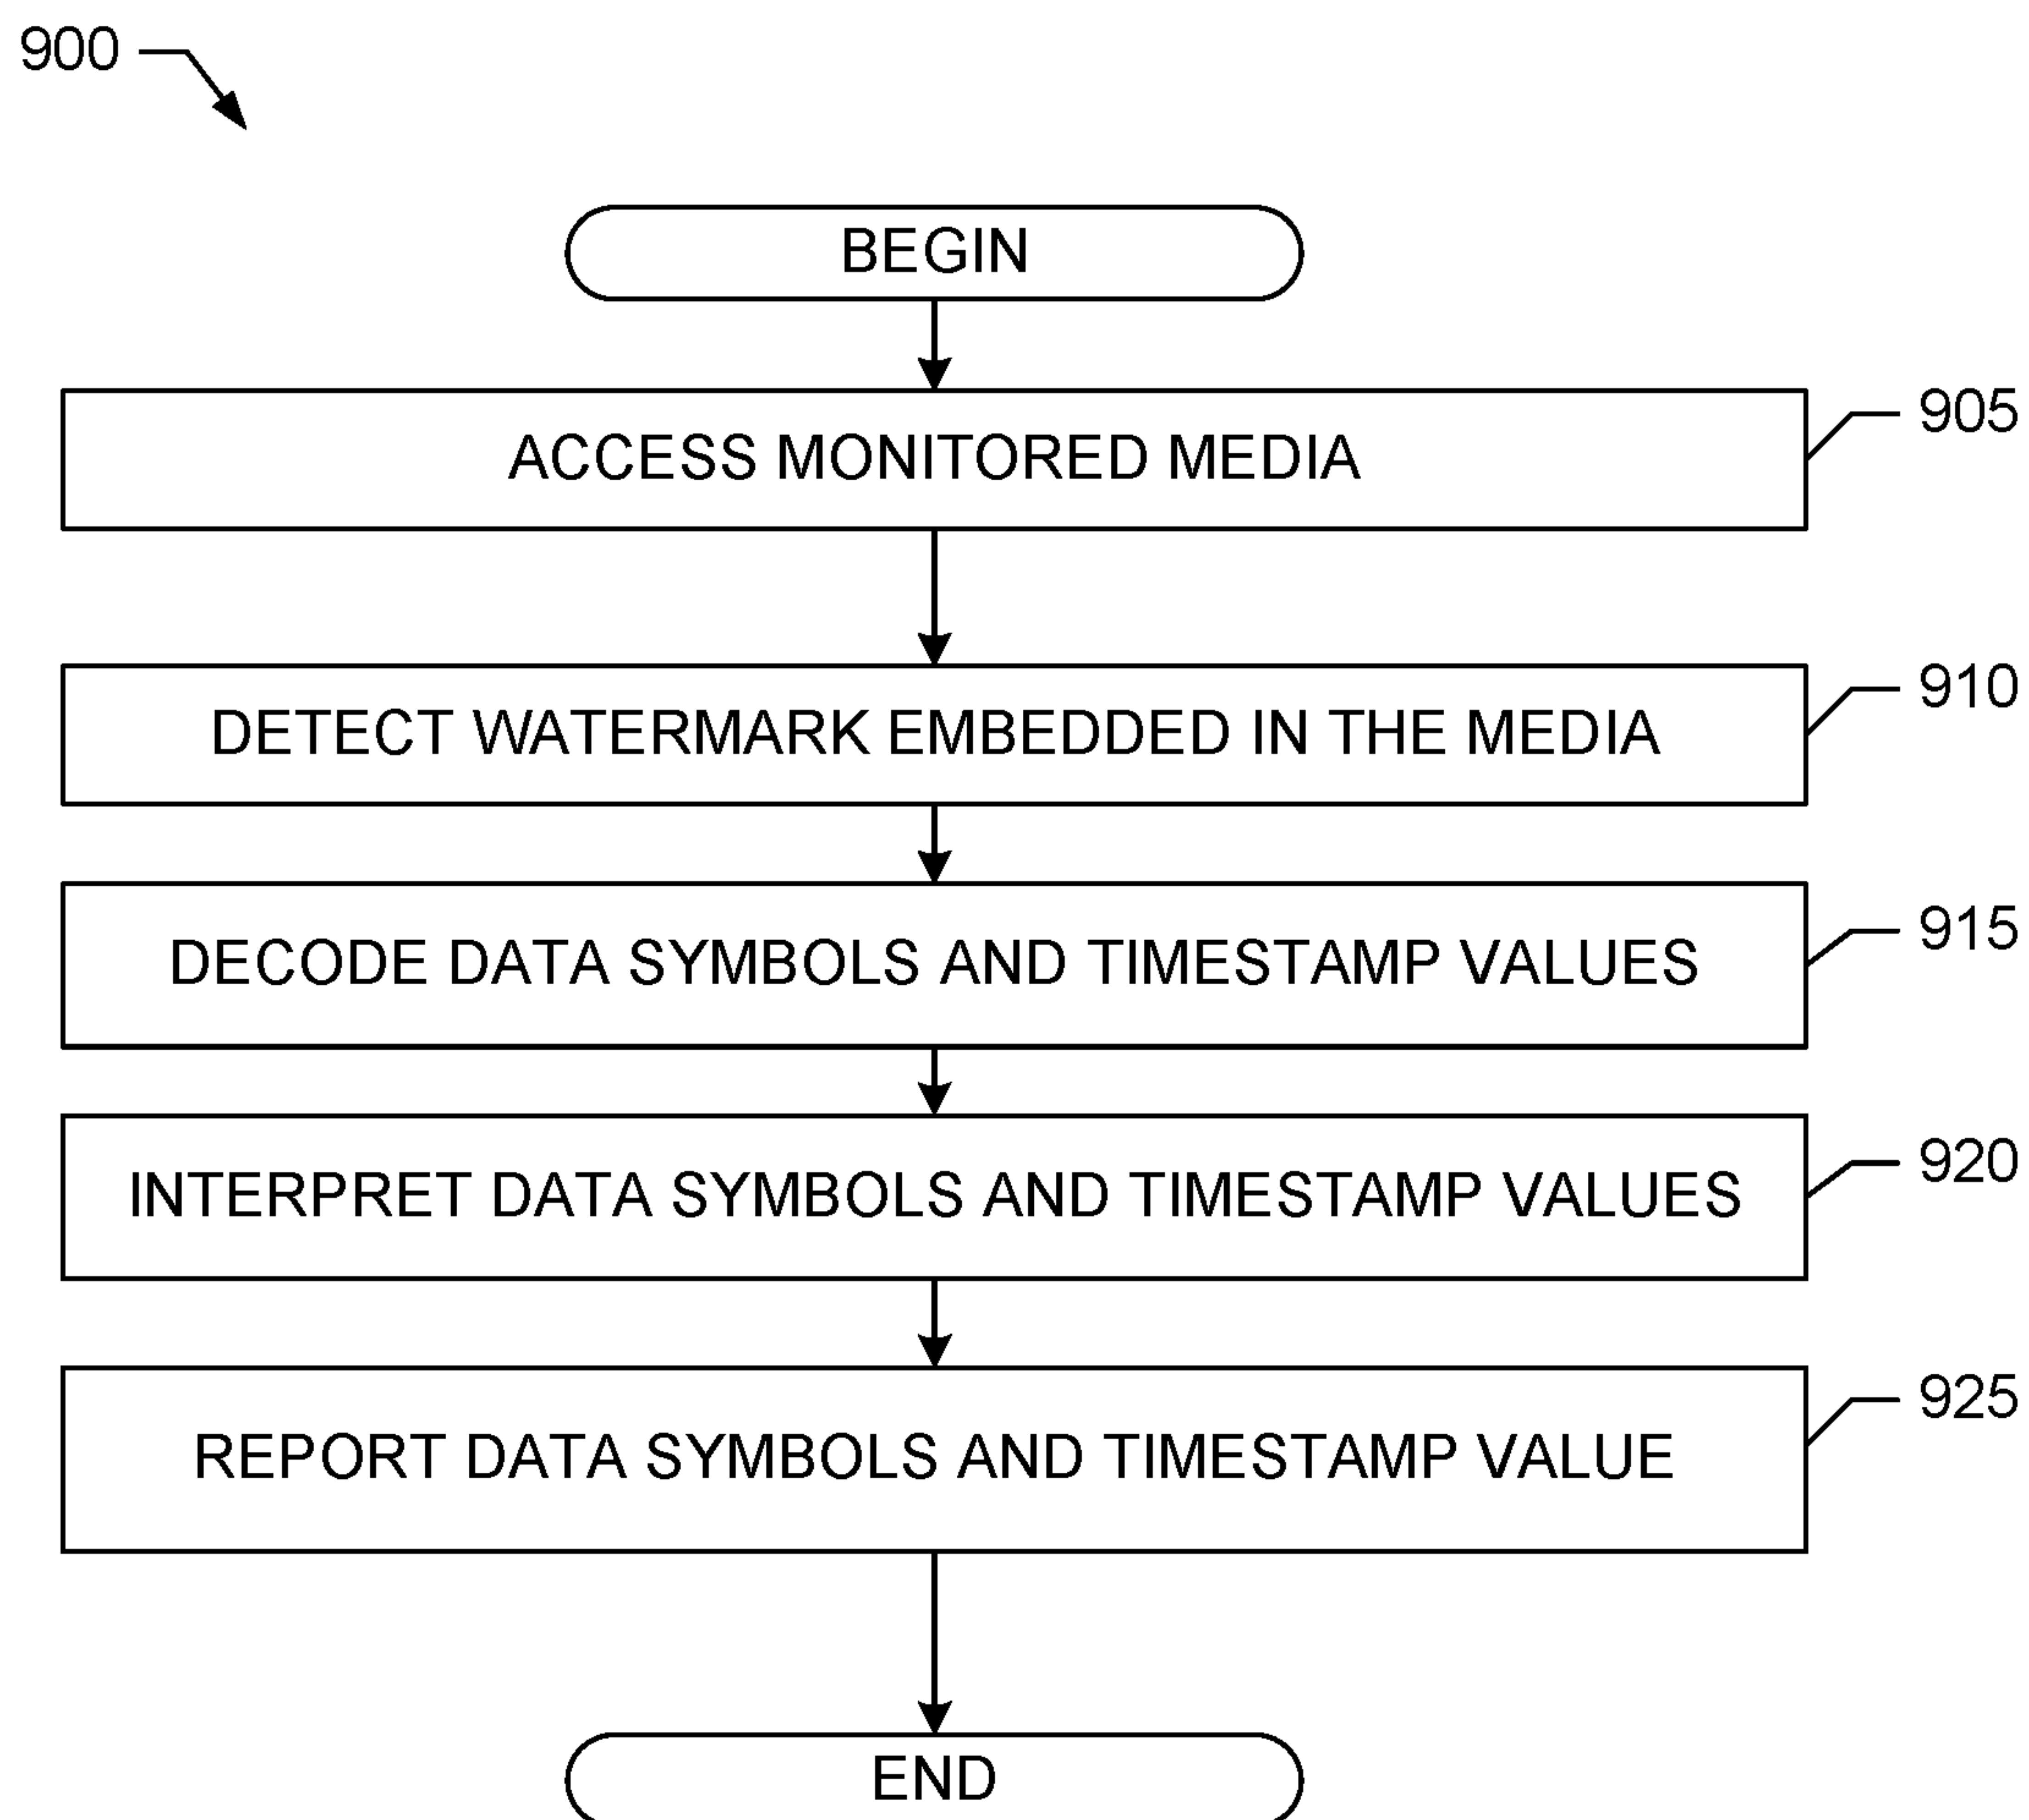 900
BEGIN
ACCESS MONITORED MEDIA
905
DETECT WATERMARK EMBEDDED IN THE MEDIA
910
DECODE DATA SYMBOLS AND TIMESTAMP VALUES
915
INTERPRET DATA SYMBOLS AND TIMESTAMP VALUES
920
REPORT DATA SYMBOLS AND TIMESTAMP VALUE
925
END